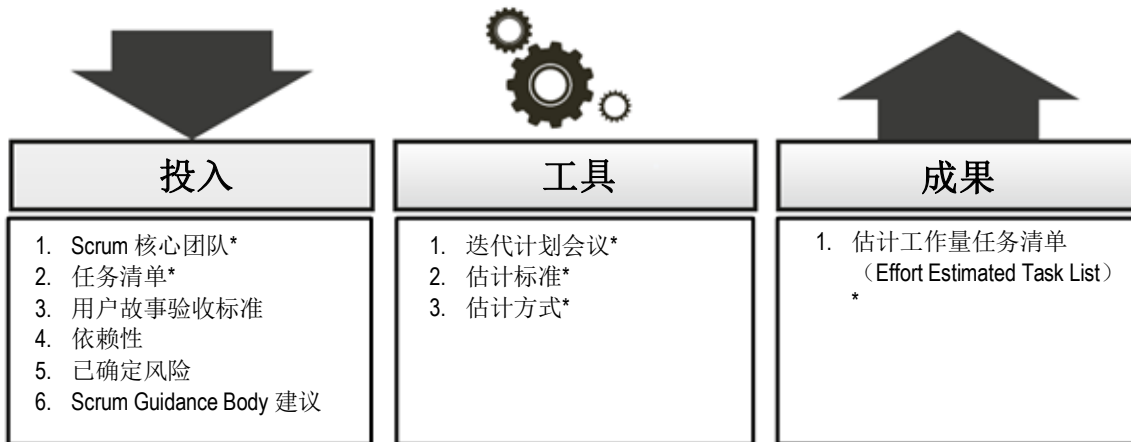 投入
1. Scrum 核心团队*
2. 任务清单*
3. 用户故事验收标准
4. 依赖性
5. 已确定风险
6. Scrum Guidance Body 建议
工具
1. 迭代计划会议*
2. 估计标准*
3. 估计方式*
成果
1. 估计工作量任务清单
（Effort Estimated Task List）
*